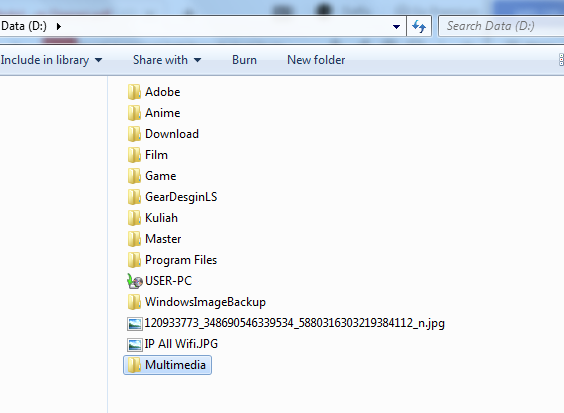 Data (D:)
Search Data (D:)
Include in library
Share with
Burn
New folder
Adobe
Anime
Download
Film
Game
GearDesginLS
Kuliah
Master
Program Files
USER-PC
WindowsImageBackup
120933773_348690546339534_5880316303219384112_n.jpg
IP All Wifi.JPG
Multimedia